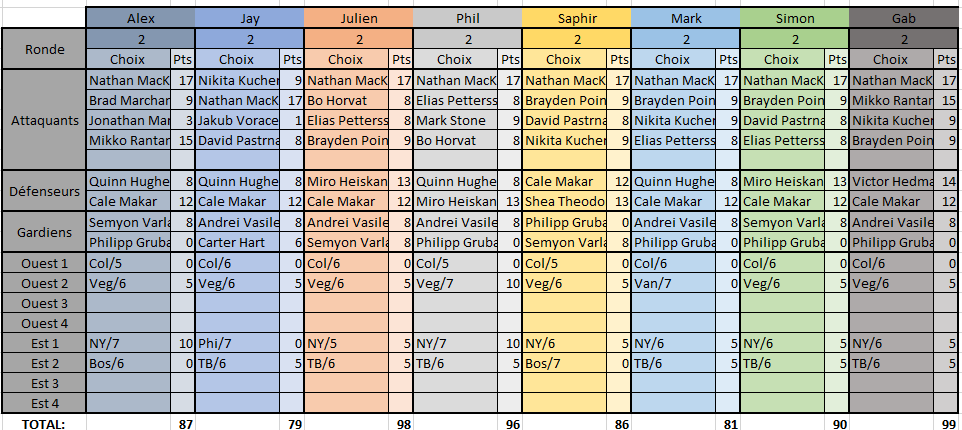 Alex Jay Julien Phil Saphir Mark Simon Gab
Ronde 2 2 2 2 2 2 2 2
Choix Pts Choix Pts Choix Pts Choix Pts Choix Pts Choix Pts Choix Pts Choix Pts
Attaquants Nathan MacK 17 Nikita Kucher 9 Nathan MacK 17 Nathan MacK 17 Nathan MacK 17 Nathan MacK 17 Nathan MacK 17 Nathan MacK 17
Brad Marchan 9 Nathan MacK 17 Bo Horvat 8 Elias Petterss 8 Brayden Poin 9 Brayden Poin 9 Brayden Poin 9 Mikko Rantar 15
Jonathan Mar 3 Jakub Vorace 1 Elias Petterss 8 Mark Stone 9 David Pastrna 8 Nikita Kucher 9 David Pastrna 8 Nikita Kucher 9
Mikko Rantar 15 David Pastrna 8 Brayden Poin 9 Bo Horvat 8 Nikita Kucher 9 Elias Petterss 8 Elias Petterss 8 Brayden Poin 9
Défenseurs Quinn Hughe 8 Quinn Hughe 8 Miro Heiskan 13 Quinn Hughe 8 Cale Makar 12 Quinn Hughe 8 Miro Heiskan 13 Victor Hedma 14
Cale Makar 12 Cale Makar 12 Cale Makar 12 Miro Heiskan 13 Shea Theodo 13 Cale Makar 12 Cale Makar 12 Cale Makar 12
Gardiens Semyon Varla 8 Andrei Vasile 8 Andrei Vasile 8 Andrei Vasile 8 Philipp Gruba 0 Andrei Vasile 8 Semyon Varla 8 Andrei Vasile 8
Philipp Gruba 0 Carter Hart 6 Semyon Varla 8 Philipp Gruba 0 Semyon Varla 8 Philipp Gruba 0 Philipp Gruba 0 Philipp Gruba 0
Ouest 1 Col/5 0 Col/6 0 Col/6 0 Col/5 0 Col/5 0 Col/6 0 Col/6 0 Col/6 0
Ouest 2 Veg/6 5 Veg/6 5 Veg/6 5 Veg/7 10 Veg/6 5 Van/7 0 Veg/6 5 Veg/6 5
Ouest 3
Ouest 4
Est 1 NY/7 10 Phi/7 0 NY/5 5 NY/7 10 NY/6 5 NY/6 5 NY/6 5 NY/6 5
Est 2 Bos/6 0 TB/6 5 TB/6 5 TB/6 5 Bos/7 0 TB/6 5 TB/6 5 TB/6 5
Est 3
Est 4
TOTAL: 87 79 98 96 86 81 90 99